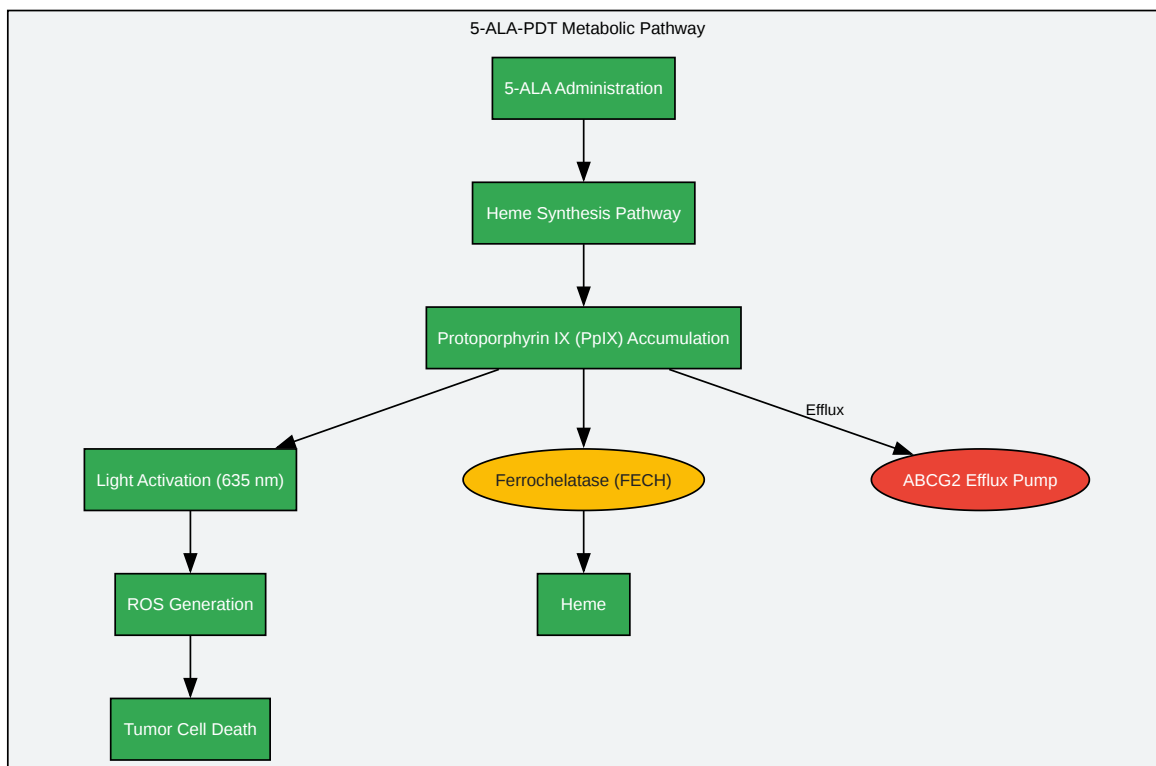 5-ALA-PDT Metabolic Pathway
5-ALA Administration
Heme Synthesis Pathway
Protoporphyrin IX (PpIX) Accumulation
Efflux
Light Activation (635 nm)
Ferrochelatase (FECH)
ABCG2 Efflux Pump
ROS Generation
Heme
Tumor Cell Death